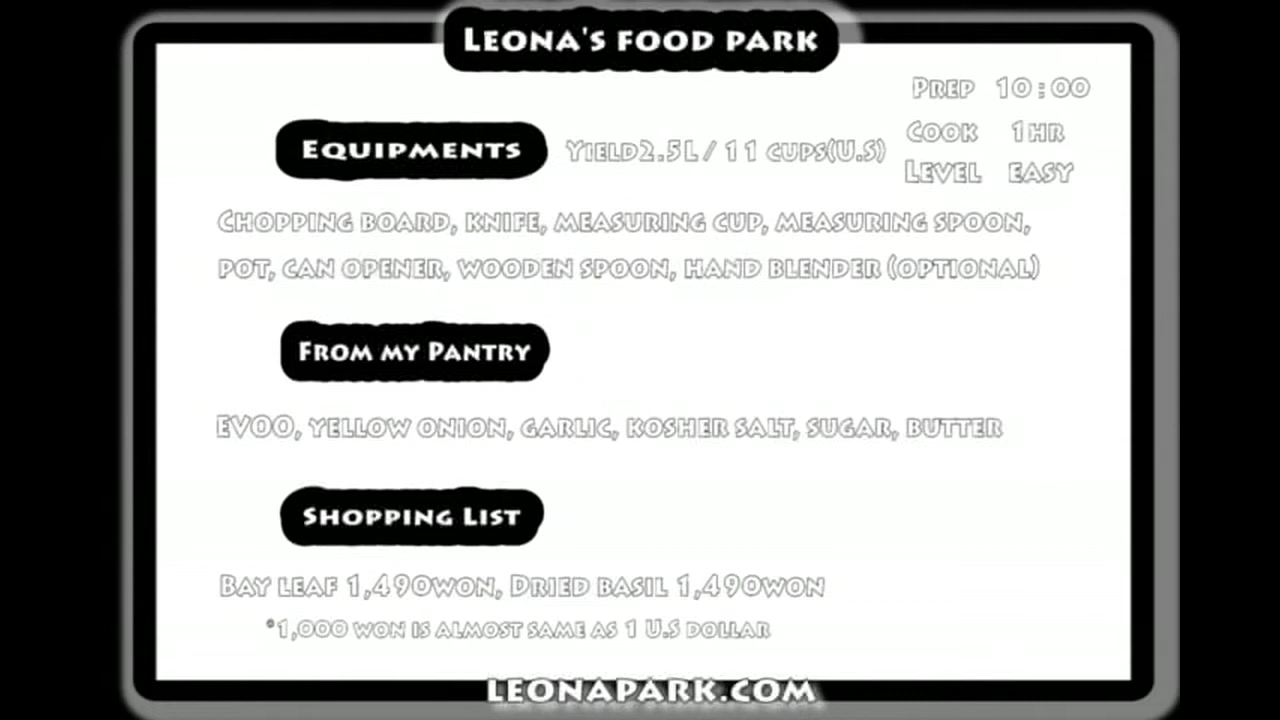 LEONA'S FOOD PARK
PREP 10:00
EQUIPMENTS YIELD2.5L / 11 CUPS(U.S)
COOK 1HR
LEVEL EASY
CHOPPING BOARD, KNIFE, MEASURING CUP, MEASURING SPOON,
POT, CAN OPENER, WOODEN SPOON, HAND BLENDER (OPTIONAL)
FROM MY PANTRY
EVOO, YELLOW ONION, GARLIC, KOSHER SALT, SUGAR, BUTTER
SHOPPING LIST
BAY LEAF 1,490WON, DRIED BASIL 1,490WON
*1,000 WON IS ALMOST SAME AS 1 U.S DOLLAR
LEONAPARK.COM